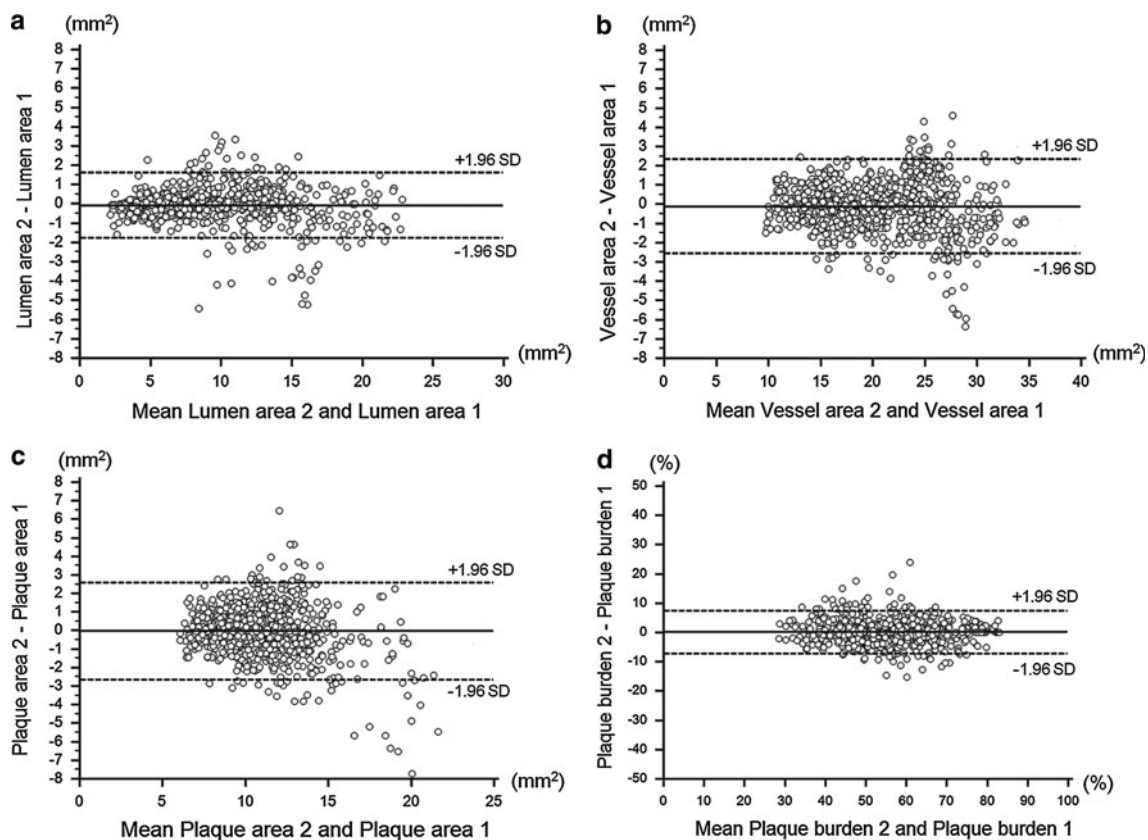 a
(mm²)
8
7
6
5
4
3
2
1
0
-1
-2
-3
-4
-5
-6
-7
-8
Lumen area 2 - Lumen area 1
+1.96 SD
-1.96 SD
(mm²)
0 5 10 15 20 25 30
Mean Lumen area 2 and Lumen area 1
b
(mm²)
8
7
6
5
4
3
2
1
0
-1
-2
-3
-4
-5
-6
-7
-8
Vessel area 2 - Vessel area 1
+1.96 SD
-1.96 SD
0 5 10 15 20 25 30 35 40
(mm²)
Mean Vessel area 2 and Vessel area 1
c
(mm²)
8
7
6
5
4
3
2
1
0
-1
-2
-3
-4
-5
-6
-7
-8
Plaque area 2 - Plaque area 1
+1.96 SD
-1.96 SD
(mm²)
0 5 10 15 20 25
Mean Plaque area 2 and Plaque area 1
d
(%)
50
40
30
20
10
0
-10
-20
-30
-40
-50
Plaque burden 2 - Plaque burden 1
+1.96 SD
-1.96 SD
(%)
0 10 20 30 40 50 60 70 80 90 100
Mean Plaque burden 2 and Plaque burden 1